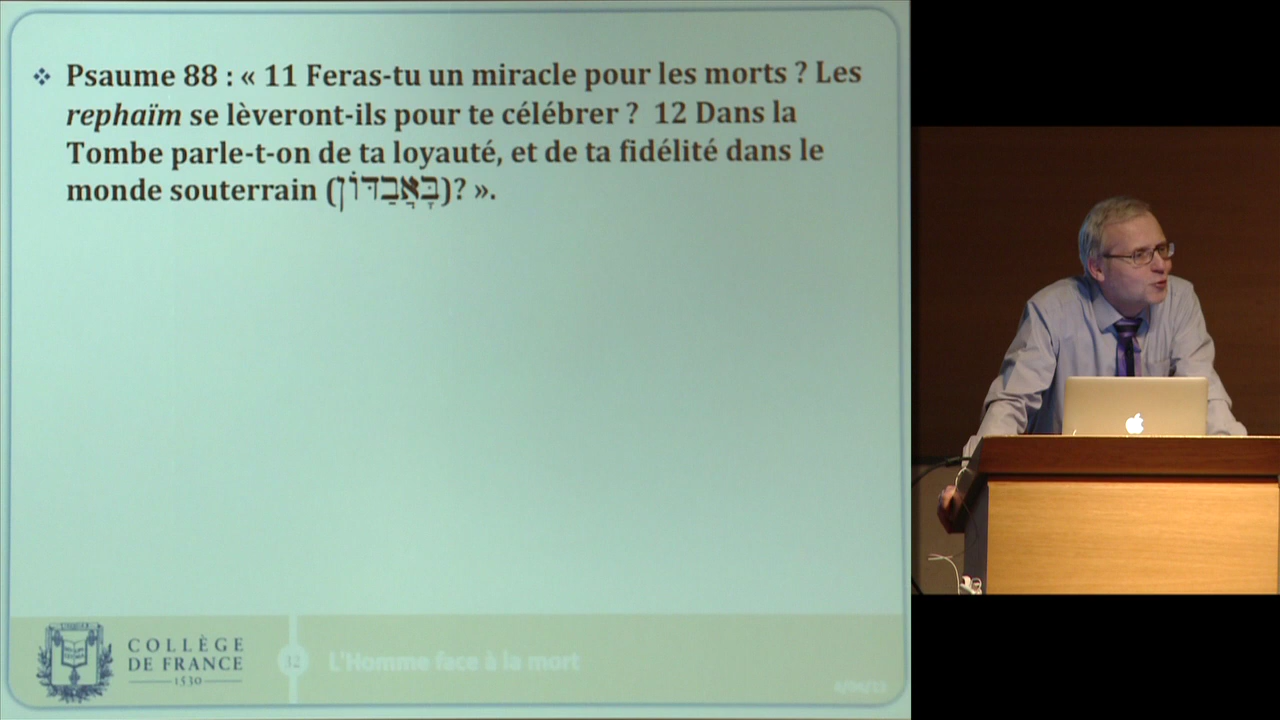 ❖ Psaume 88 : « 11 Feras-tu un miracle pour les morts ? Les
rephaïm se lèveront-ils pour te célébrer ? 12 Dans la
Tombe parle-t-on de ta loyauté, et de ta fidélité dans le
monde souterrain (בָּאֲבַדּוֹן)? ».
COLLÈGE
DE FRANCE
1530
12
L'Homme face à la mort